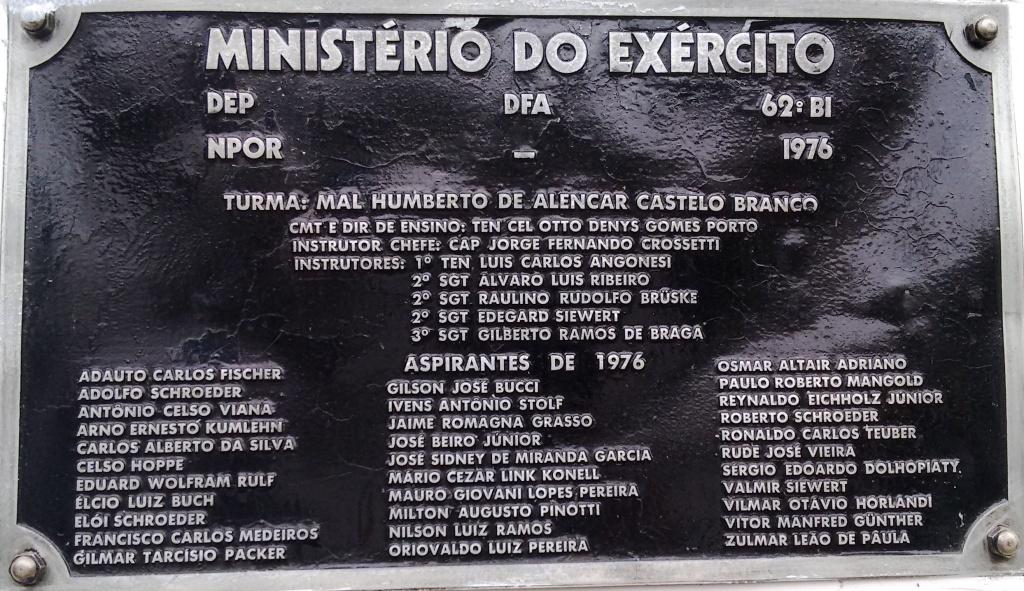 MINISTÉRIO DO EXÉRCITO
DEP DFA 62º BI
NPOR – 1976
TURMA: MAL HUMBERTO DE ALENCAR CASTELO BRANCO
CMT E DIR DE ENSINO: TEN CEL OTTO DENYS GOMES PORTO
INSTRUTOR CHEFE: CAP JORGE FERNANDO CROSSETTI
INSTRUTORES: 1º TEN LUIS CARLOS ANGONESI
2º SGT ÁLVARO LUIS RIBEIRO
2º SGT RAULINO RUDOLFO BRÜSKE
2º SGT EDEGARD SIEWERT
3º SGT GILBERTO RAMOS DE BRAGA
ASPIRANTES DE 1976
ADAUTO CARLOS FISCHER
ADOLFO SCHROEDER
ANTÔNIO CELSO VIANA
ARNO ERNESTO KUMLEHN
CARLOS ALBERTO DA SILVA
CELSO HOPPE
EDUARD WOLFRAM RULF
ÉLCIO LUIZ BUCH
ELÓI SCHROEDER
FRANCISCO CARLOS MEDEIROS
GILMAR TARCÍSIO PACKER
GILSON JOSÉ BUCCI
IVENS ANTÔNIO STOLF
JAIME ROMAGNA GRASSO
JOSÉ BEIRO JÚNIOR
JOSÉ SIDNEY DE MIRANDA GARCIA
MÁRIO CEZAR LINK KONELL
MAURO GIOVANI LOPES PEREIRA
MILTON AUGUSTO PINOTTI
NILSON LUIZ RAMOS
ORIOVALDO LUIZ PEREIRA
OSMAR ALTAIR ADRIANO
PAULO ROBERTO MANGOLD
REYNALDO EICHHOLZ JÚNIOR
ROBERTO SCHROEDER
RONALDO CARLOS TEUBER
RUDE JOSÉ VIEIRA
SÉRGIO EDOARDO DOLHOPIATY.
VALMIR SIEWERT
VILMAR OTÁVIO HORLANDI
VITOR MANFRED GÜNTHER
ZULMAR LEÃO DE PÁULA